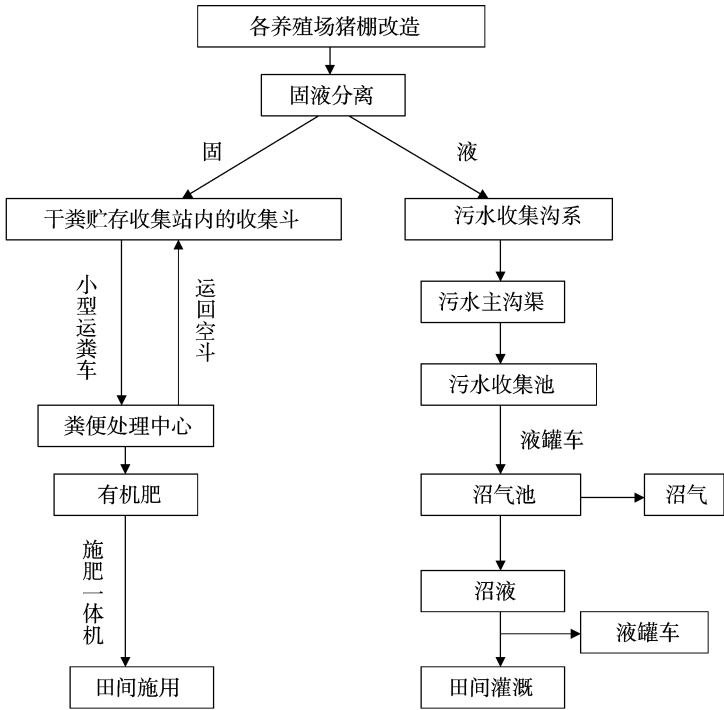 各养殖场猪棚改造
固液分离
固
液
干粪贮存收集站内的收集斗
污水收集沟系
小型运粪车
运回空斗
污水主沟渠
污水收集池
粪便处理中心
液罐车
有机肥
沼气池
沼气
施肥一体机
沼液
液罐车
田间施用
田间灌溉